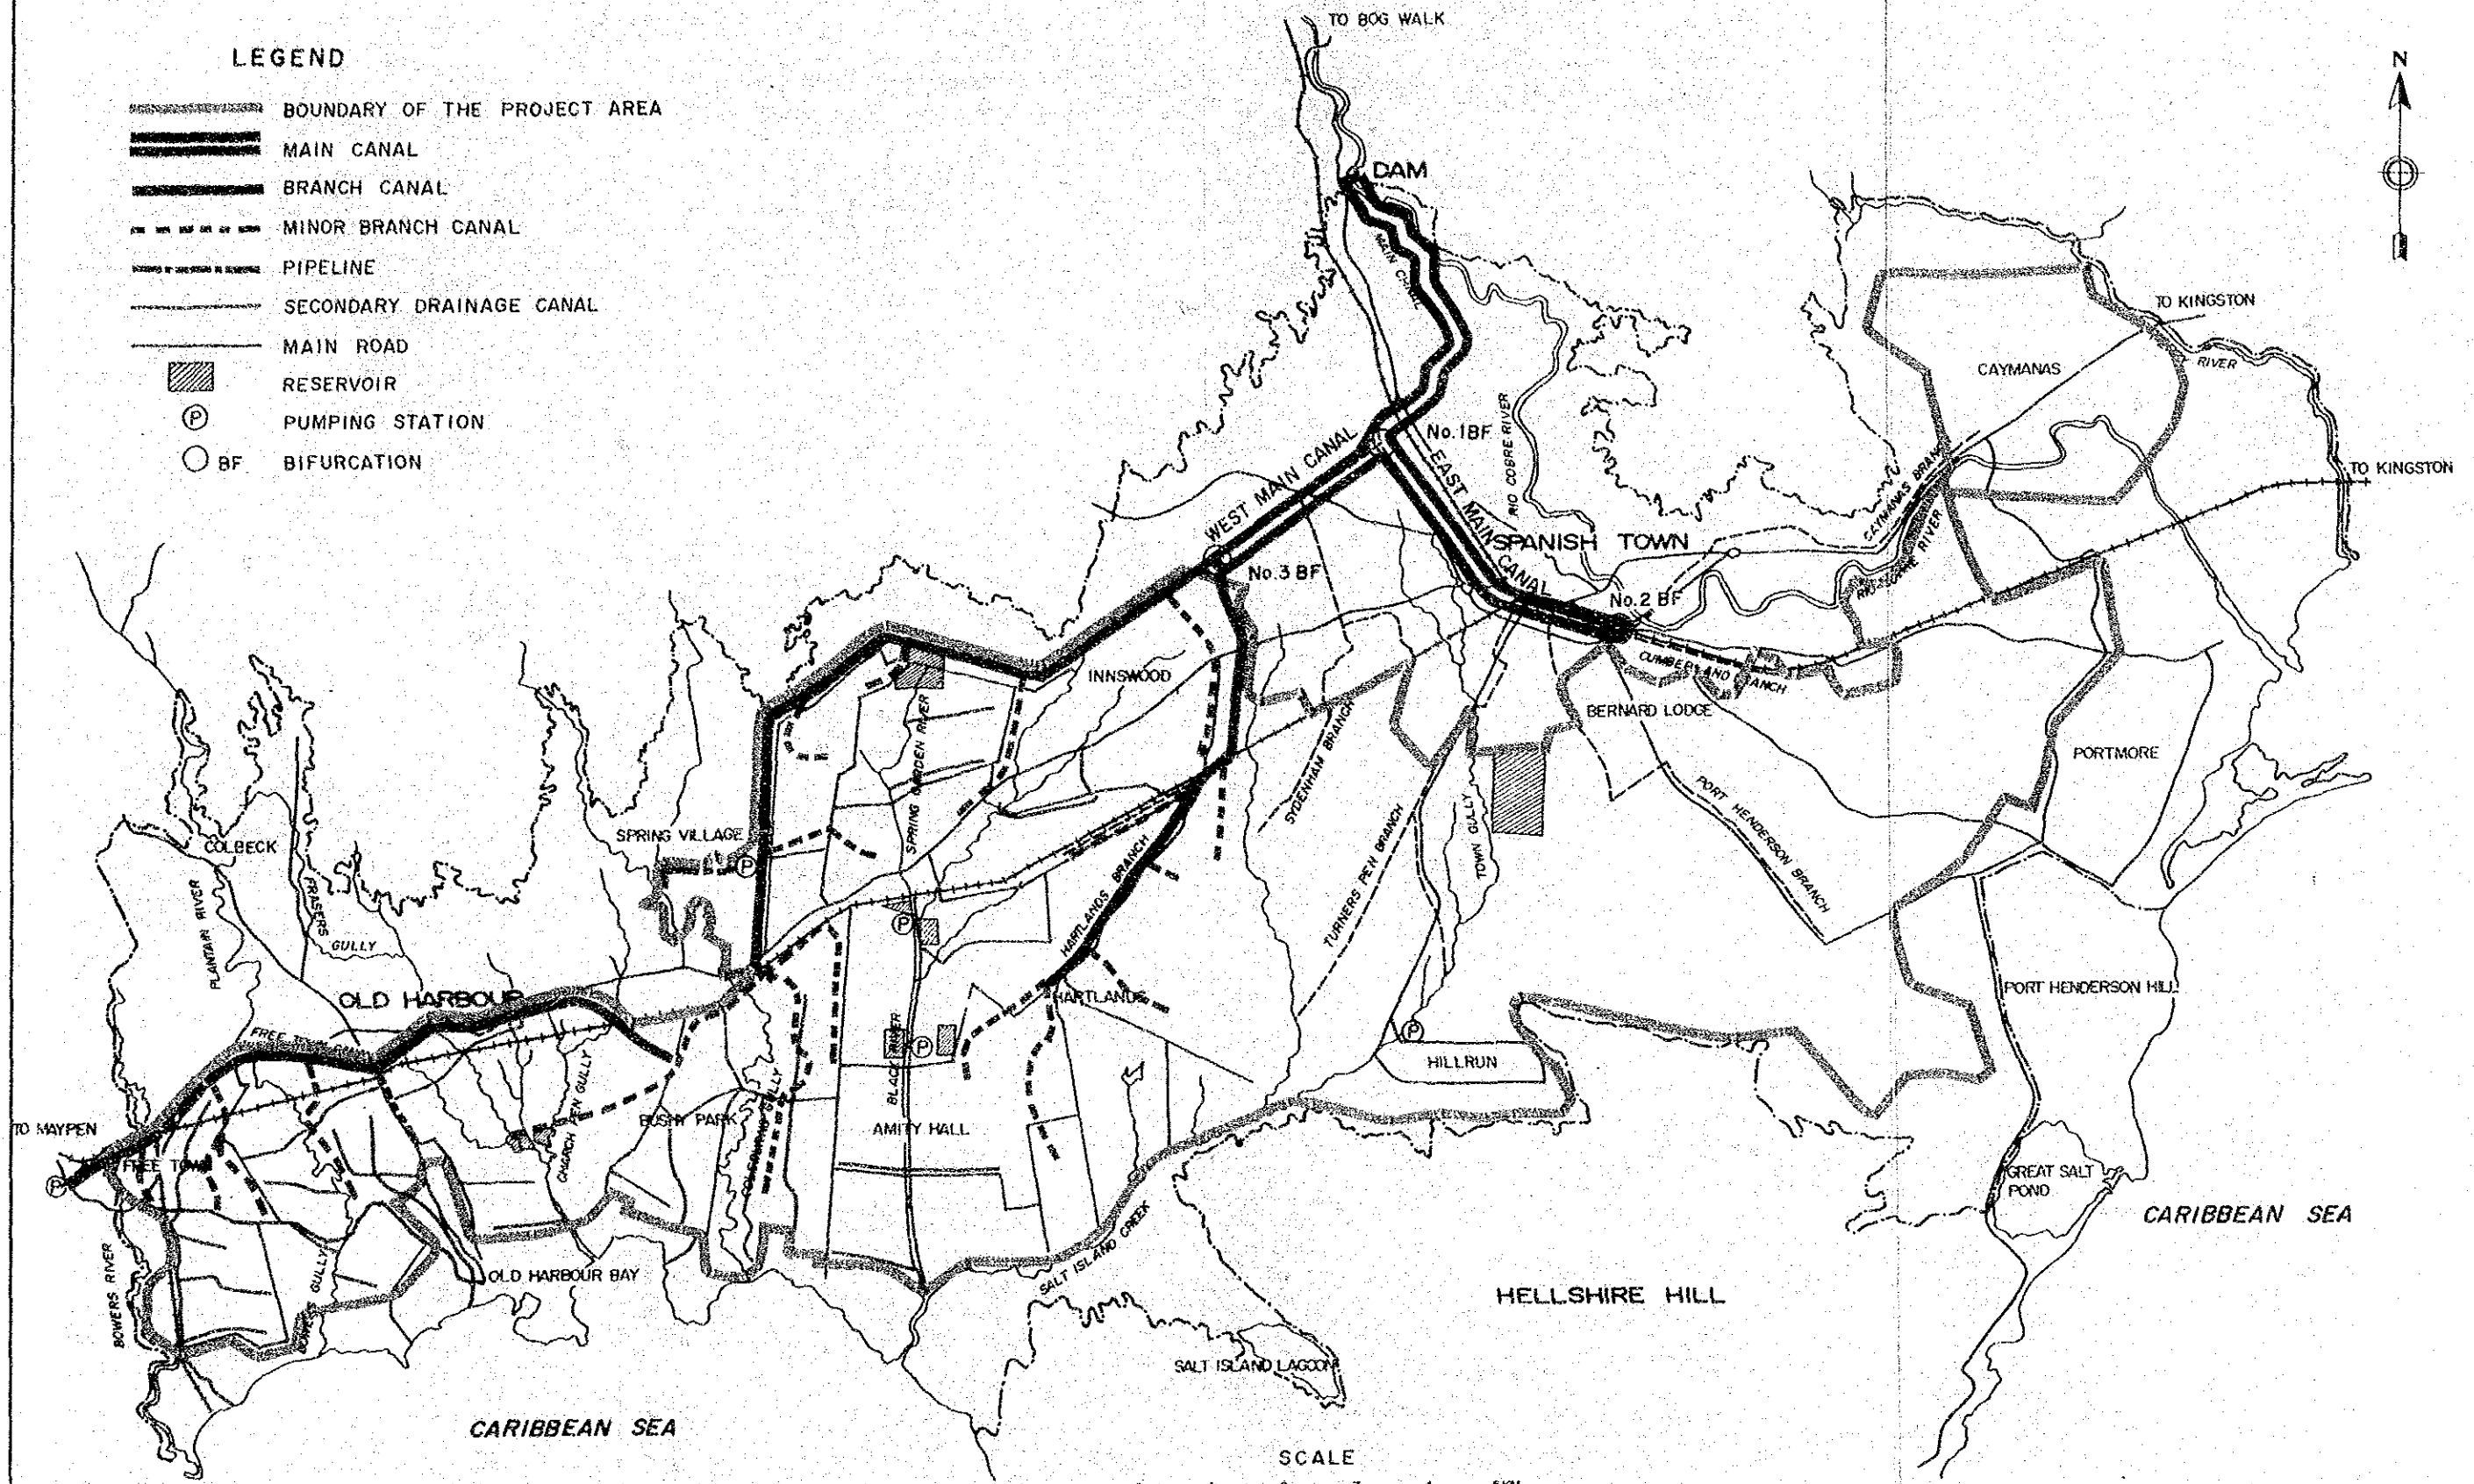 TO BOG WALK
LEGEND
N
BOUNDARY OF THE PROJECT AREA
MAIN CANAL
BRANCH CANAL
MINOR BRANCH CANAL
PIPELINE
SECONDARY DRAINAGE CANAL
MAIN ROAD
RESERVOIR
P PUMPING STATION
BF BIFURCATION
DAM
MAIN CANAL
TO KINGSTON
RIVER
CAYMANAS
No.1BF
WEST MAIN CANAL
EAST MAIN CANAL
RIO COBRE RIVER
TO KINGSTON
CAYMANAS BRANCH
SPANISH TOWN
No.3 BF
No.2 BF
RIO COBRE RIVER
CUMBERLAND BRANCH
INNSWOOD
BERNARD LODGE
SPRING GARDEN RIVER
SYDENHAM BRANCH
PORTMORE
PORT HENDERSON BRANCH
SPRING VILLAGE
P
COLBECK
TURNERS PEN BRANCH
TOWN GULLY
HARTLANDS BRANCH
PLANTAIN RIVER
FRASERS
GULLY
P
OLD HARBOUR
HARTLANDS
PORT HENDERSON HILL
BLACK RIVER
P
P
HILLRUN
CHARCH PEN GULLY
BUSHY PARK
AMITY HALL
TO MAYPEN
FREE TOWN
P
GREAT SALT
POND
CARIBBEAN SEA
SALT ISLAND CREEK
BOWERS RIVER
BOWERS GULLY
OLD HARBOUR BAY
HELLSHIRE HILL
SALT ISLAND LAGOON
CARIBBEAN SEA
SCALE